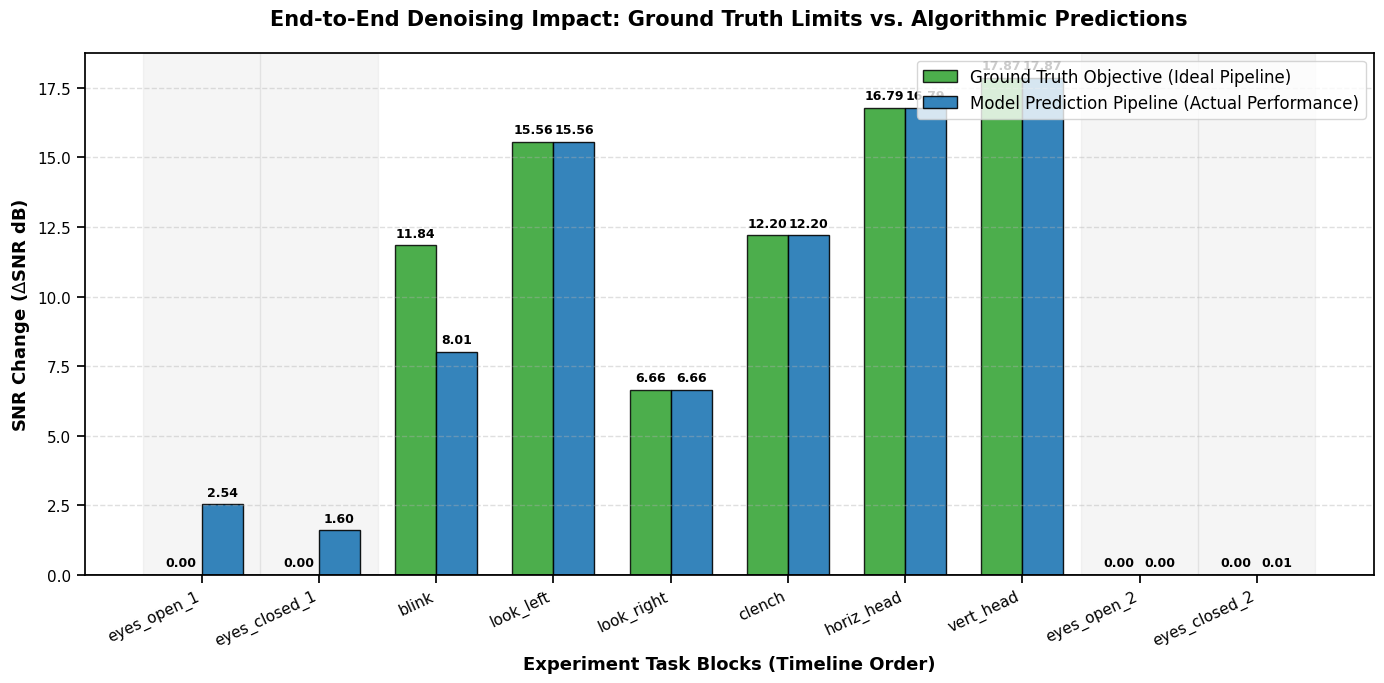 End-to-End Denoising Impact: Ground Truth Limits vs. Algorithmic Predictions
Ground Truth Objective (Ideal Pipeline)
Model Prediction Pipeline (Actual Performance)
SNR Change (ΔSNR dB)
17.5
15.0
12.5
10.0
7.5
5.0
2.5
0.0
0.00 2.54
0.00 1.60
11.84 8.01
15.56 15.56
6.66 6.66
12.20 12.20
16.79 16.79
17.87 17.87
0.00 0.00
0.00 0.01
eyes_open_1
eyes_closed_1
blink
look_left
look_right
clench
horiz_head
vert_head
eyes_open_2
eyes_closed_2
Experiment Task Blocks (Timeline Order)